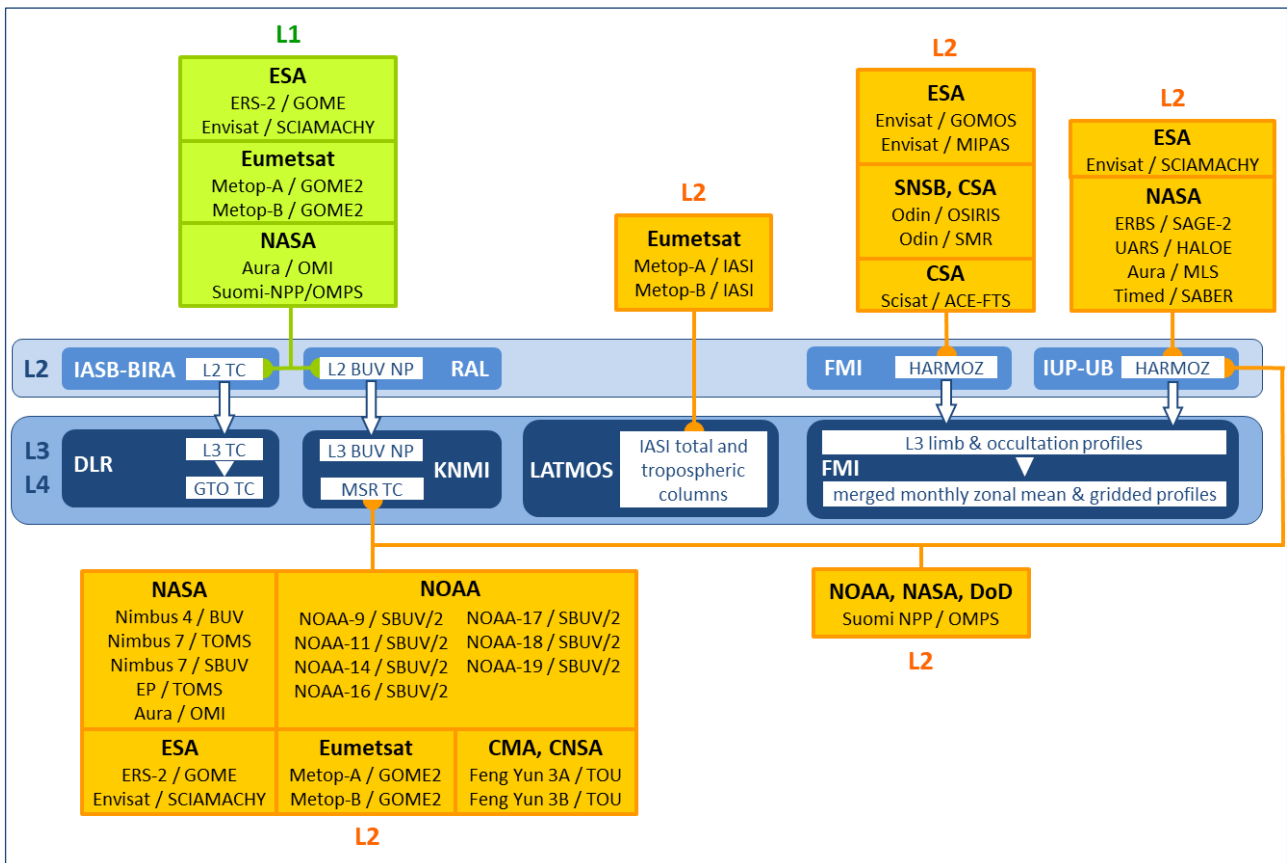 L1
ESA
ERS-2 / GOME
Envisat / SCIAMACHY
Eumetsat
Metop-A / GOME2
Metop-B / GOME2
NASA
Aura / OMI
Suomi-NPP/OMPS
L2
Eumetsat
Metop-A / IASI
Metop-B / IASI
L2
ESA
Envisat / GOMOS
Envisat / MIPAS
SNSB, CSA
Odin / OSIRIS
Odin / SMR
CSA
Scisat / ACE-FTS
L2
ESA
Envisat / SCIAMACHY
NASA
ERBS / SAGE-2
UARS / HALOE
Aura / MLS
Timed / SABER
L2
IASB-BIRA
L2 TC
L2 BUV NP
RAL
FMI
HARMOZ
IUP-UB
HARMOZ
L3
L4
DLR
L3 TC
GTO TC
L3 BUV NP
KNMI
MSR TC
LATMOS
IASI total and
tropospheric
columns
L3 limb & occultation profiles
FMI
merged monthly zonal mean & gridded profiles
NASA
Nimbus 4 / BUV
Nimbus 7 / TOMS
Nimbus 7 / SBUV
EP / TOMS
Aura / OMI
NOAA
NOAA-9 / SBUV/2
NOAA-11 / SBUV/2
NOAA-14 / SBUV/2
NOAA-16 / SBUV/2
NOAA-17 / SBUV/2
NOAA-18 / SBUV/2
NOAA-19 / SBUV/2
ESA
ERS-2 / GOME
Envisat / SCIAMACHY
Eumetsat
Metop-A / GOME2
Metop-B / GOME2
CMA, CNSA
Feng Yun 3A / TOU
Feng Yun 3B / TOU
L2
NOAA, NASA, DoD
Suomi NPP / OMPS
L2